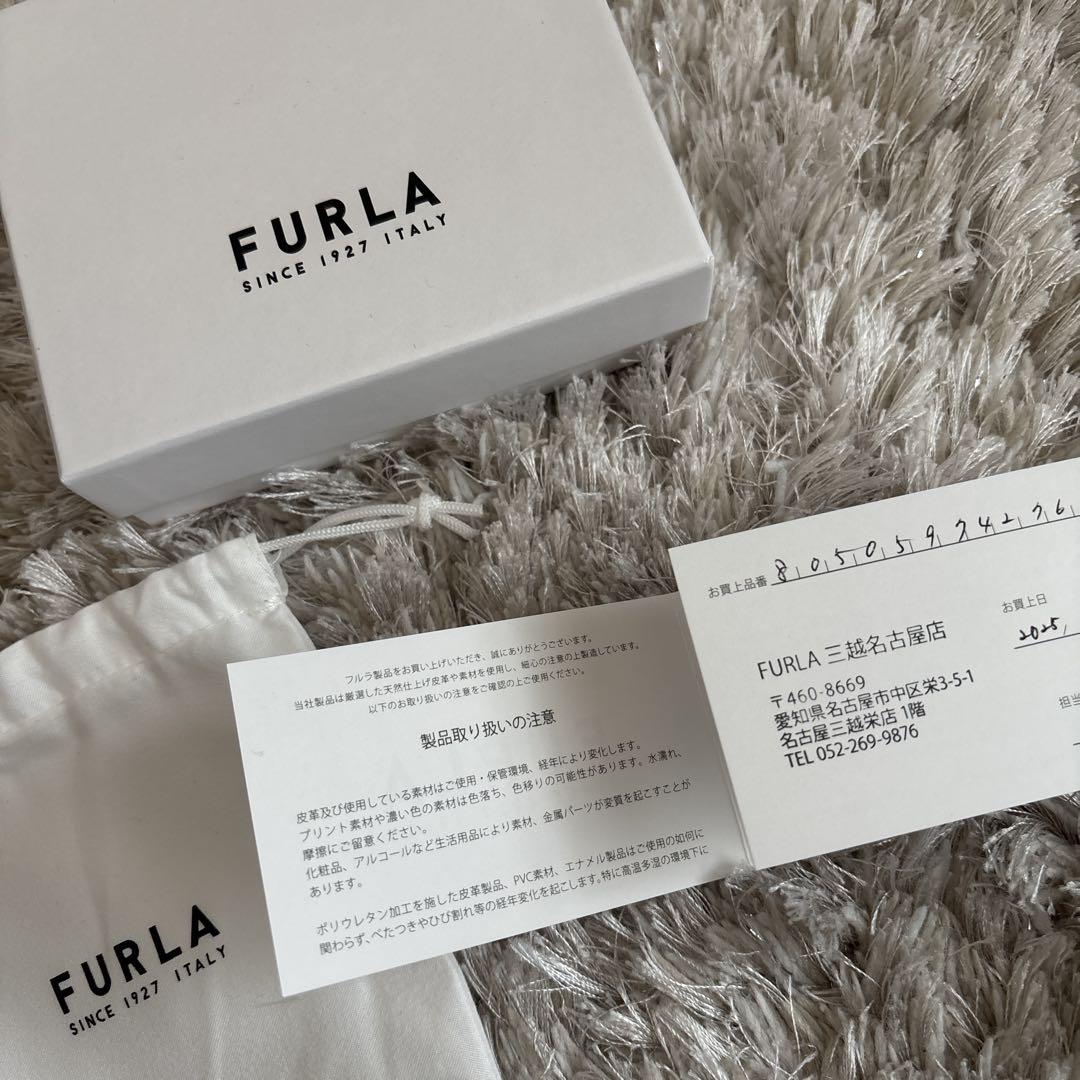 FURLA
SINCE 1927 ITALY
フルラ製品をお買い上げいただき、誠にありがとうございます。
当社製品は厳選した天然仕上げ皮革や素材を使用し、細心の注意の上製造しています。
以下のお取り扱いの注意をご確認の上ご使用ください。
製品取り扱いの注意
皮革及び使用している素材はご使用・保管環境、経年により変化します。
プリント素材や濃い色の素材は色落ち、色移りの可能性があります。水濡れ、
摩擦にご留意ください。
化粧品、アルコールなど生活用品により素材、金属パーツが変質を起こすことが
あります。
ポリウレタン加工を施した皮革製品、PVC素材、エナメル製品はご使用の如何に
関わらず、べたつきやひび割れ等の経年変化を起こします。特に高温多湿の環境下に
お買上品番 80505974276
FURLA 三越名古屋店
〒460-8669
愛知県名古屋市中区栄3-5-1
名古屋三越栄店 1階
TEL 052-269-9876
お買上日
2025,
担当
FURLA
SINCE 1927 ITALY